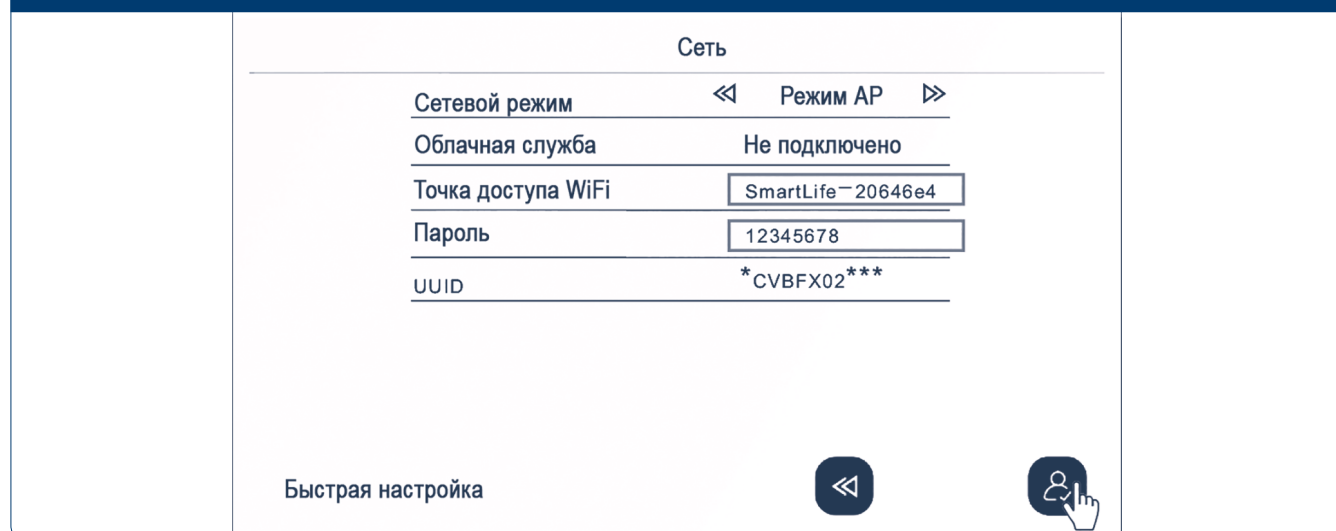 Сеть
Сетевой режим Режим AP
Облачная служба Не подключено
Точка доступа WiFi SmartLife-20646e4
Пароль 12345678
UUID *CVBFX02***
Быстрая настройка